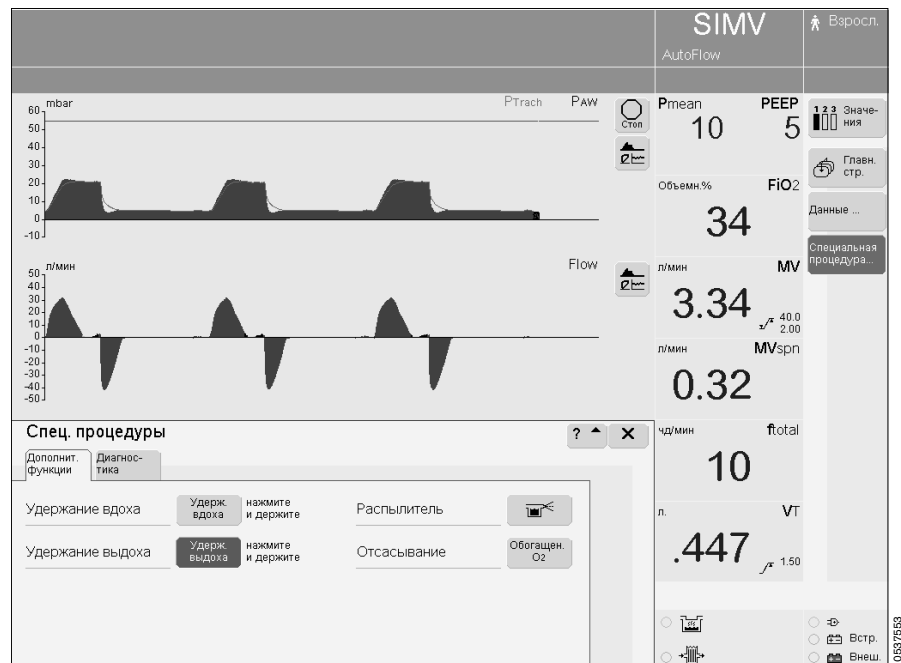 SIMV
AutoFlow
Взросл.
mbar
PTrach
PAW
60
50
40
30
20
10
0
-10
Стоп
л/мин
Flow
50
40
30
20
10
0
-10
-20
-30
-40
-50
Pmean
PEEP
10
5
Объемн.%
FiO2
34
л/мин
MV
3.34
40.0
2.00
л/мин
MVspn
0.32
чд/мин
ftotal
10
л.
VT
.447
1.50
1 2 3 Значе-
ния
Главн.
стр.
Данные ...
Специальная
процедура...
Спец. процедуры
?
X
Дополнит.
функции
Диагнос-
тика
Удержание вдоха
Удерж.
вдоха
нажмите
и держите
Распылитель
Удержание выдоха
Удерж.
выдоха
нажмите
и держите
Отсасывание
Обогащен.
O2
Встр.
Внеш.
0537553